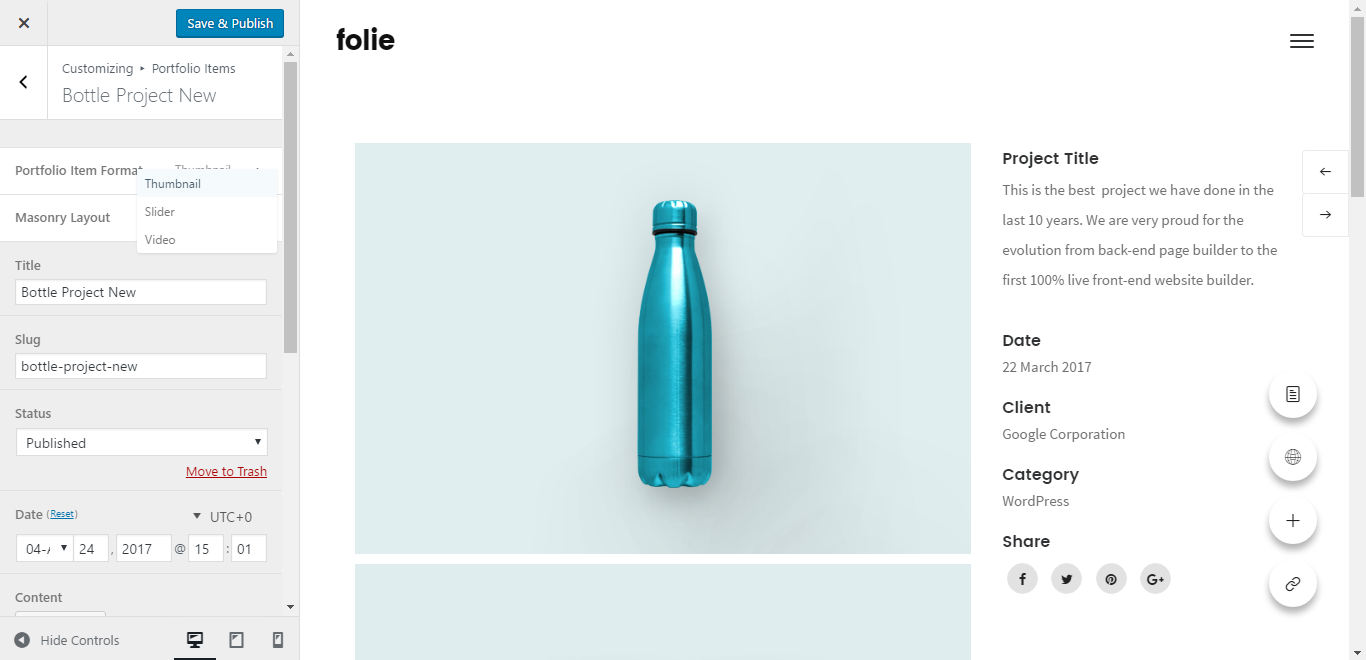 Save & Publish
Customizing ▸ Portfolio Items
Bottle Project New
Portfolio Item Format
Thumbnail
Thumbnail
Slider
Video
Masonry Layout
Title
Bottle Project New
Slug
bottle-project-new
Status
Published
Move to Trash
Date (Reset)
UTC+0
04-A 24 , 2017 @ 15 : 01
Content
Hide Controls
folie
Project Title
This is the best project we have done in the
last 10 years. We are very proud for the
evolution from back-end page builder to the
first 100% live front-end website builder.
Date
22 March 2017
Client
Google Corporation
Category
WordPress
Share